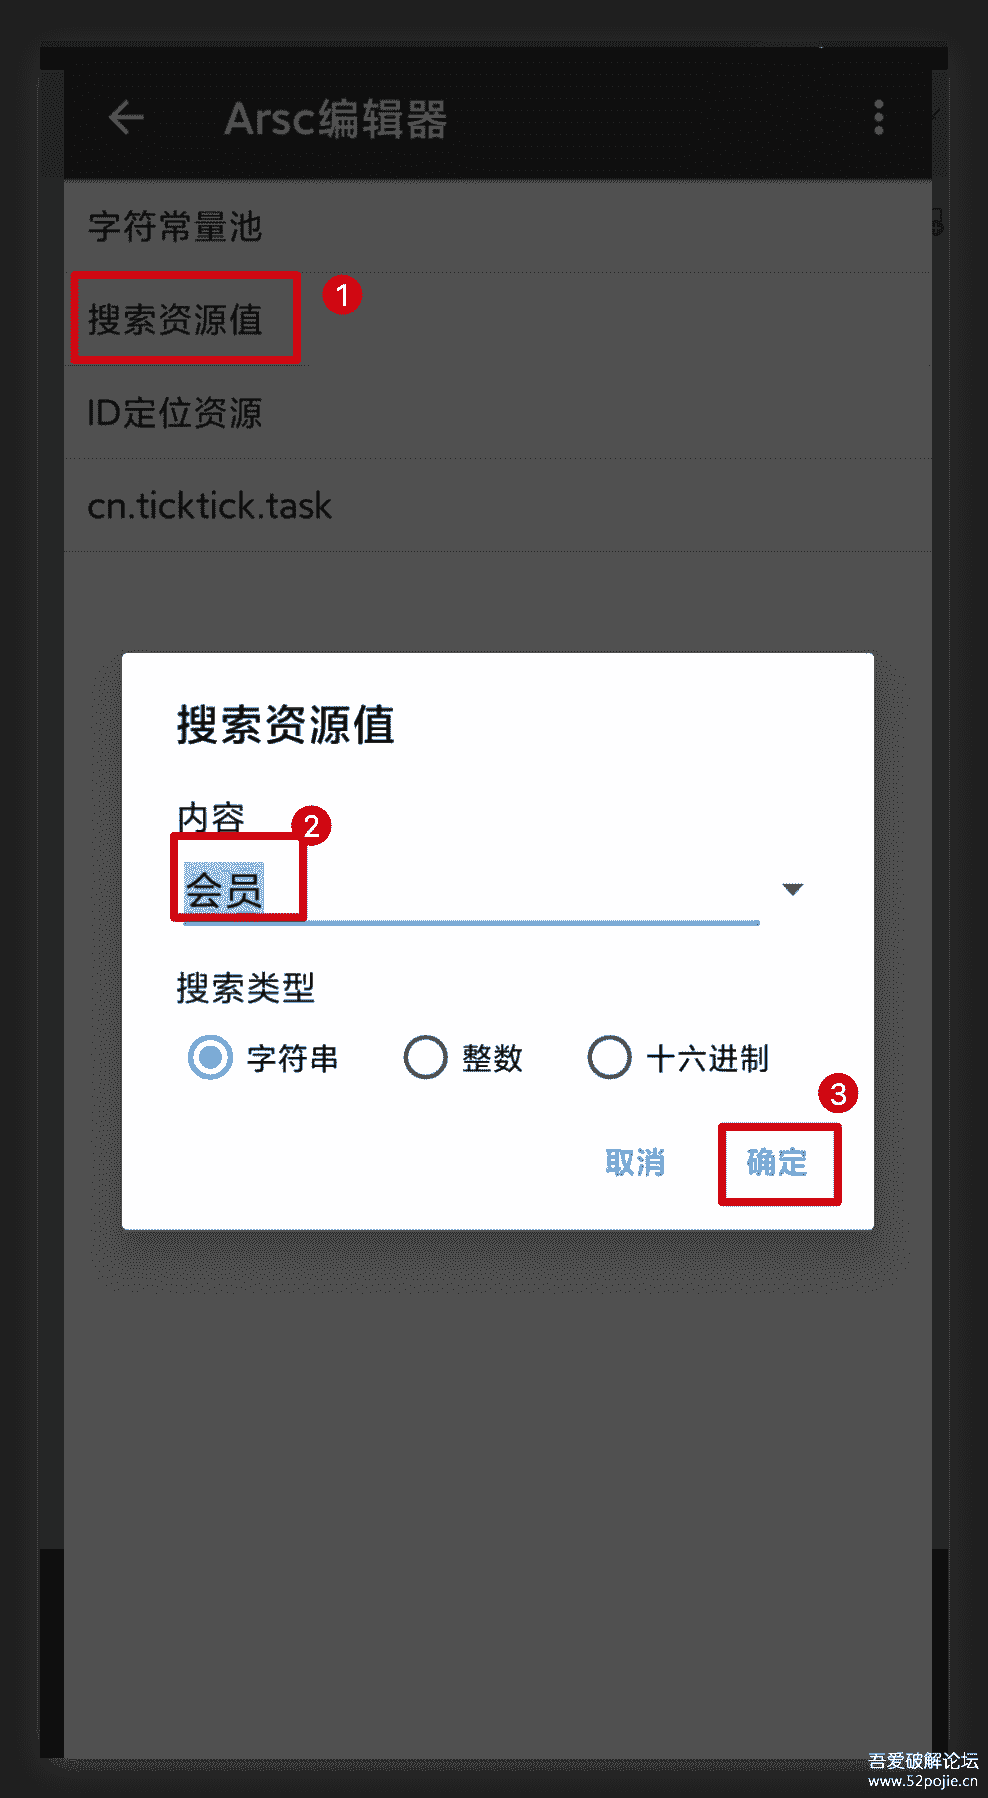 Arsc编辑器
字符常量池
搜索资源值
1
ID定位资源
cn.ticktick.task
搜索资源值
内容
2
会员
搜索类型
字符串 整数 十六进制
3
取消 确定
吾爱破解论坛
www.52pojie.cn